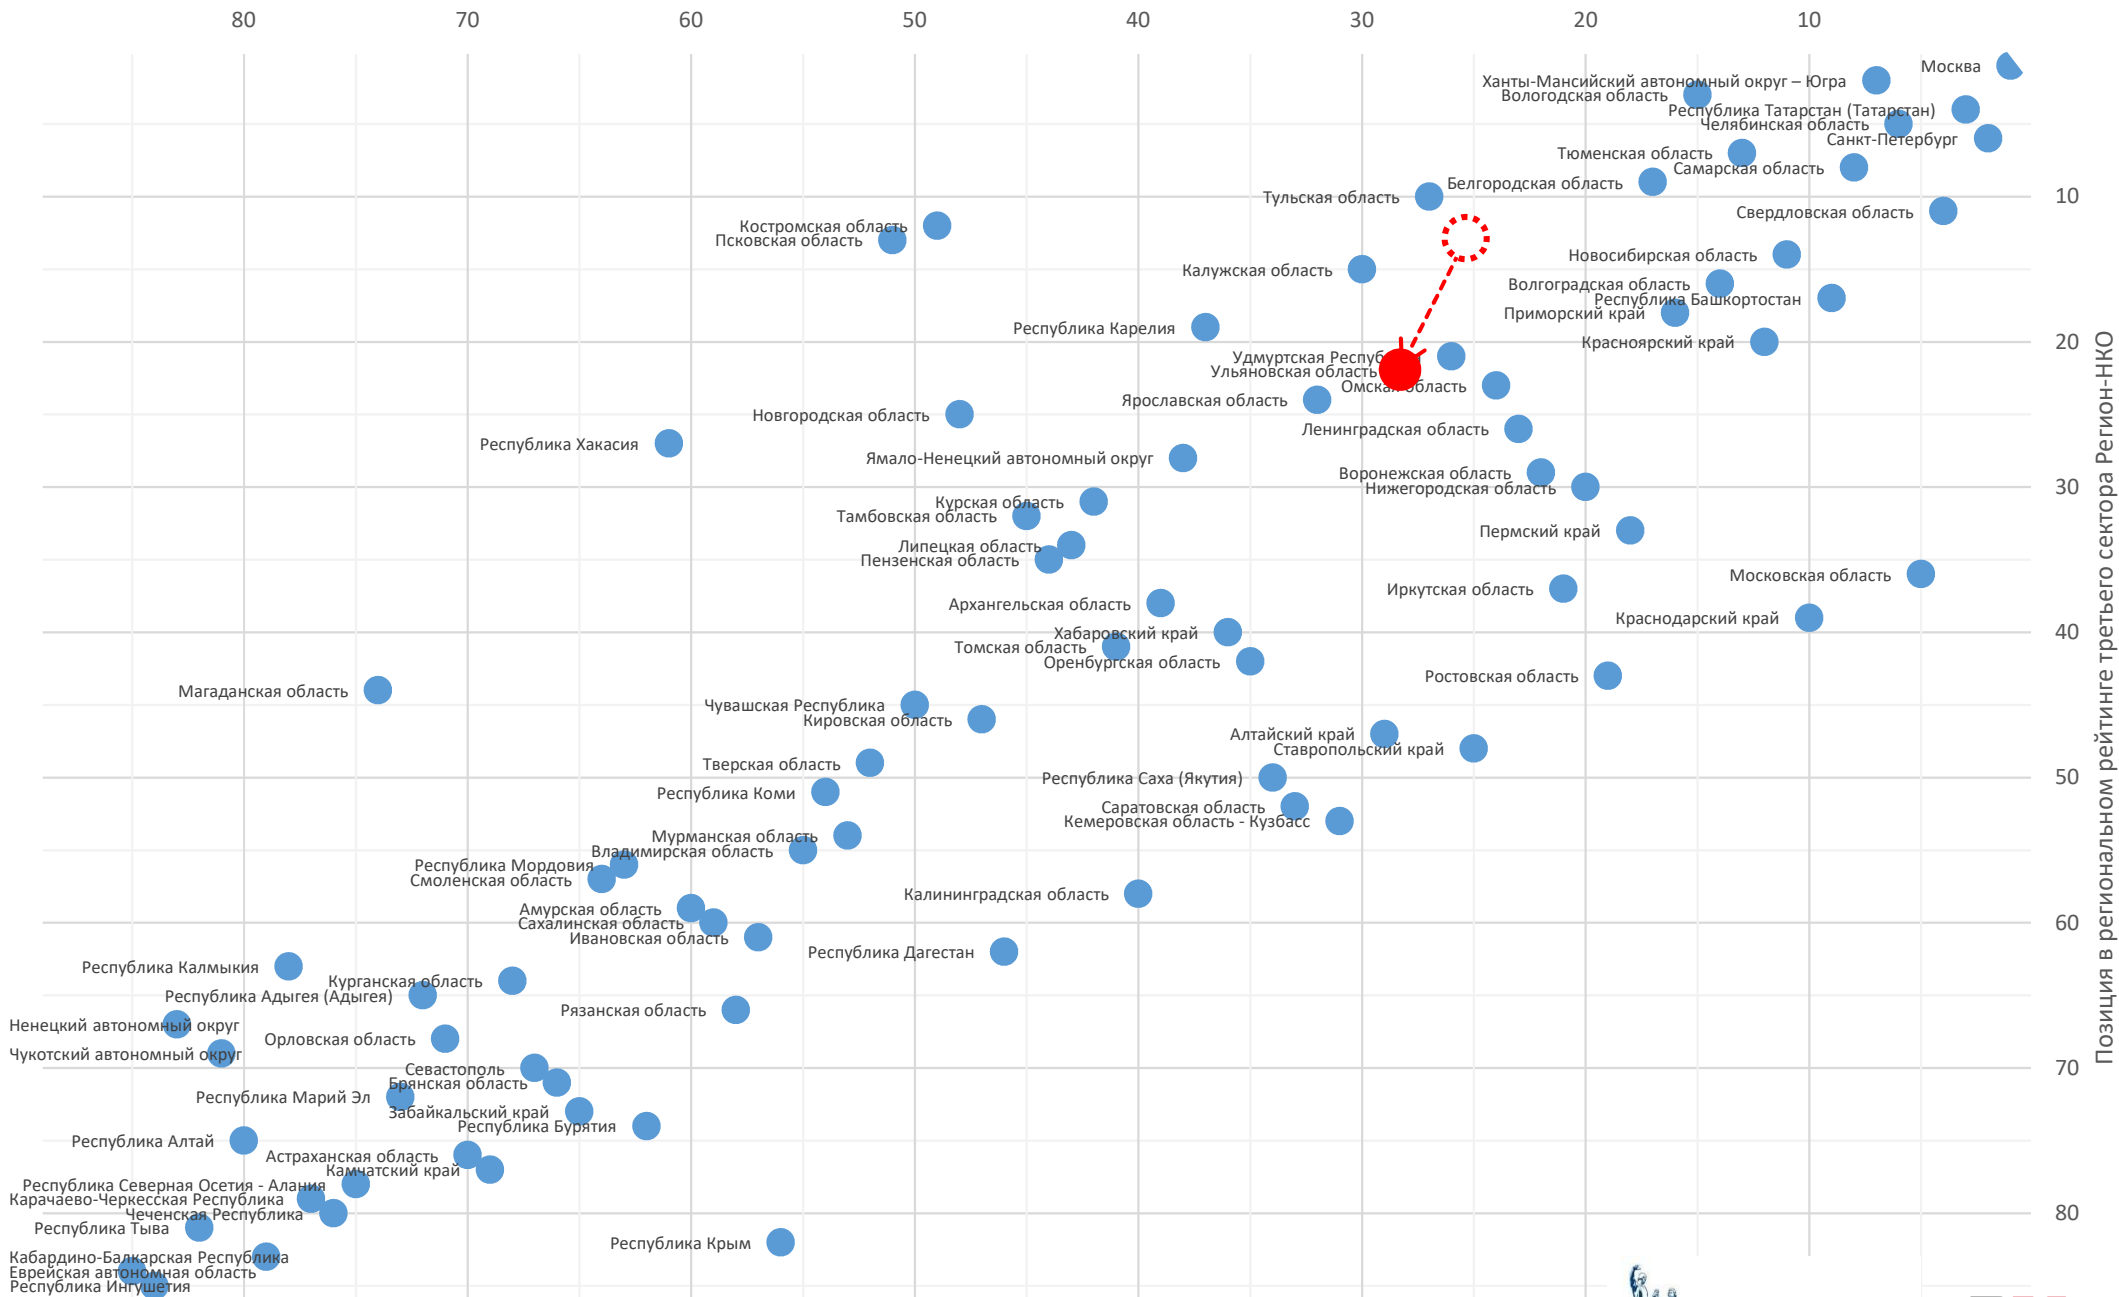 80 70 60 50 40 30 20 10
Москва
Ханты-Мансийский автономный округ – Югра
Вологодская область
Республика Татарстан (Татарстан)
Челябинская область
Санкт-Петербург
Тюменская область
Самарская область
Белгородская область
Тульская область
10
Свердловская область
Костромская область
Псковская область
Новосибирская область
Калужская область
Волгоградская область
Республика Башкортостан
Приморский край
Республика Карелия
Красноярский край
20
Удмуртская Респуб
Ульяновская область
Омская область
Ярославская область
Новгородская область
Ленинградская область
Республика Хакасия
Ямало-Ненецкий автономный округ
Воронежская область
Нижегородская область
30
Курская область
Тамбовская область
Пермский край
Липецкая область
Пензенская область
Московская область
Иркутская область
Архангельская область
Краснодарский край
Хабаровский край
40
Томская область
Оренбургская область
Ростовская область
Магаданская область
Чувашская Республика
Кировская область
Алтайский край
Ставропольский край
Тверская область
Республика Саха (Якутия)
50
Республика Коми
Саратовская область
Кемеровская область - Кузбасс
Мурманская область
Владимирская область
Республика Мордовия
Смоленская область
Калининградская область
Амурская область
Сахалинская область
60
Ивановская область
Республика Дагестан
Республика Калмыкия
Курганская область
Республика Адыгея (Адыгея)
Рязанская область
Ненецкий автономный округ
Орловская область
Чукотский автономный округ
Севастополь
70
Брянская область
Республика Марий Эл
Забайкальский край
Республика Бурятия
Республика Алтай
Астраханская область
Камчатский край
Республика Северная Осетия - Алания
Карачаево-Черкесская Республика
Чеченская Республика
80
Республика Тыва
Республика Крым
Кабардино-Балкарская Республика
Еврейская автономная область
Республика Ингушетия
Позиция в региональном рейтинге третьего сектора Регион-НКО